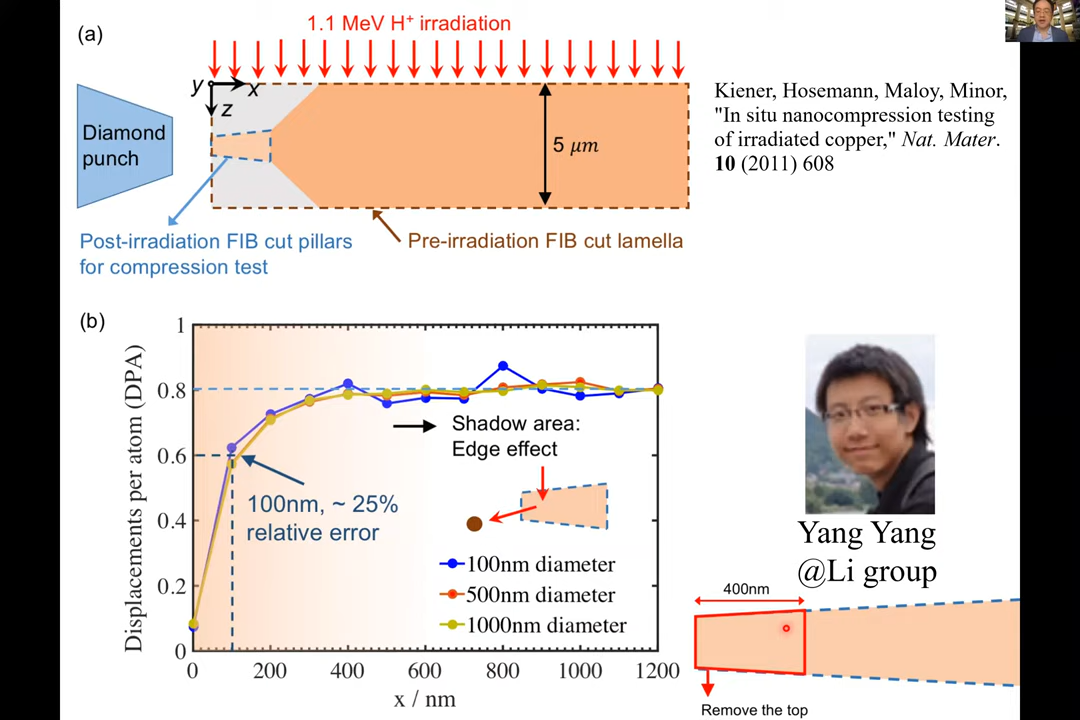 (a)
1.1 MeV H⁺ irradiation
y
x
z
Diamond
punch
5 μm
Kiener, Hosemann, Maloy, Minor,
"In situ nanocompression testing
of irradiated copper," Nat. Mater.
10 (2011) 608
Post-irradiation FIB cut pillars
for compression test
Pre-irradiation FIB cut lamella
(b)
Displacements per atom (DPA)
1
0.8
0.6
0.4
0.2
0
0
200
400
600
800
1000
1200
x / nm
Shadow area:
Edge effect
100nm, ~ 25%
relative error
100nm diameter
500nm diameter
1000nm diameter
Yang Yang
@Li group
400nm
Remove the top